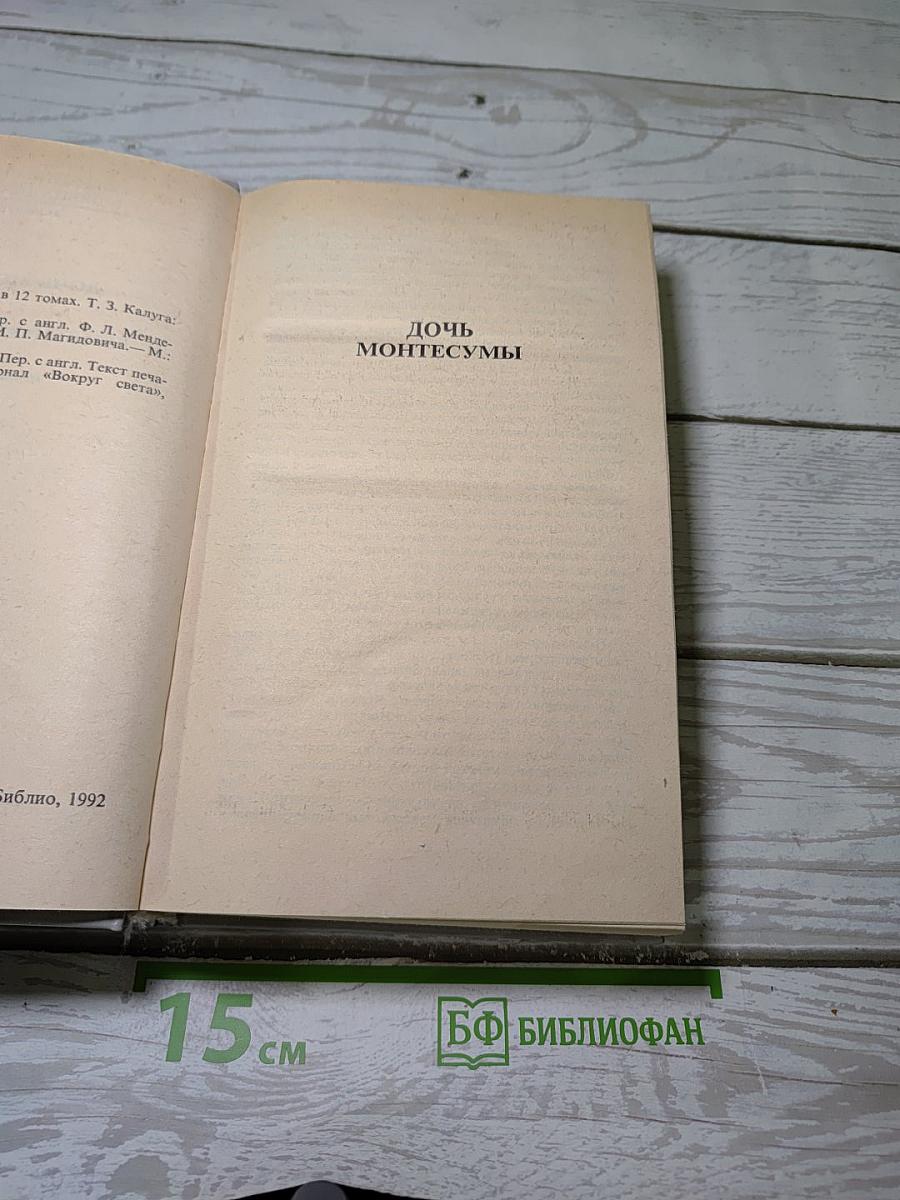 в 12 томах. Т. 3. Калуга:
р. с англ. Ф. Л. Менде-
И. П. Магидовича.— М.:
Пер. с англ. Текст печа-
рнал «Вокруг света»,
Библио, 1992
ДОЧЬ
МОНТЕСУМЫ
15 см
БФ БИБЛИОФАН